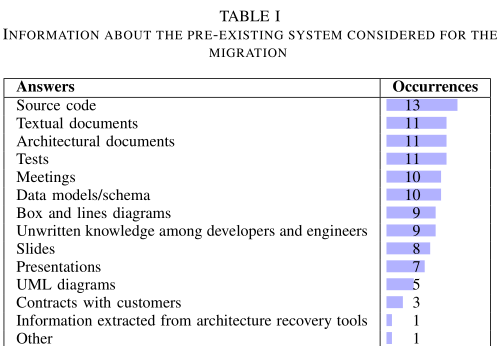 TABLE I
INFORMATION ABOUT THE PRE-EXISTING SYSTEM CONSIDERED FOR THE
MIGRATION
Answers Occurrences
Source code 13
Textual documents 11
Architectural documents 11
Tests 11
Meetings 10
Data models/schema 10
Box and lines diagrams 9
Unwritten knowledge among developers and engineers 9
Slides 8
Presentations 7
UML diagrams 5
Contracts with customers 3
Information extracted from architecture recovery tools 1
Other 1